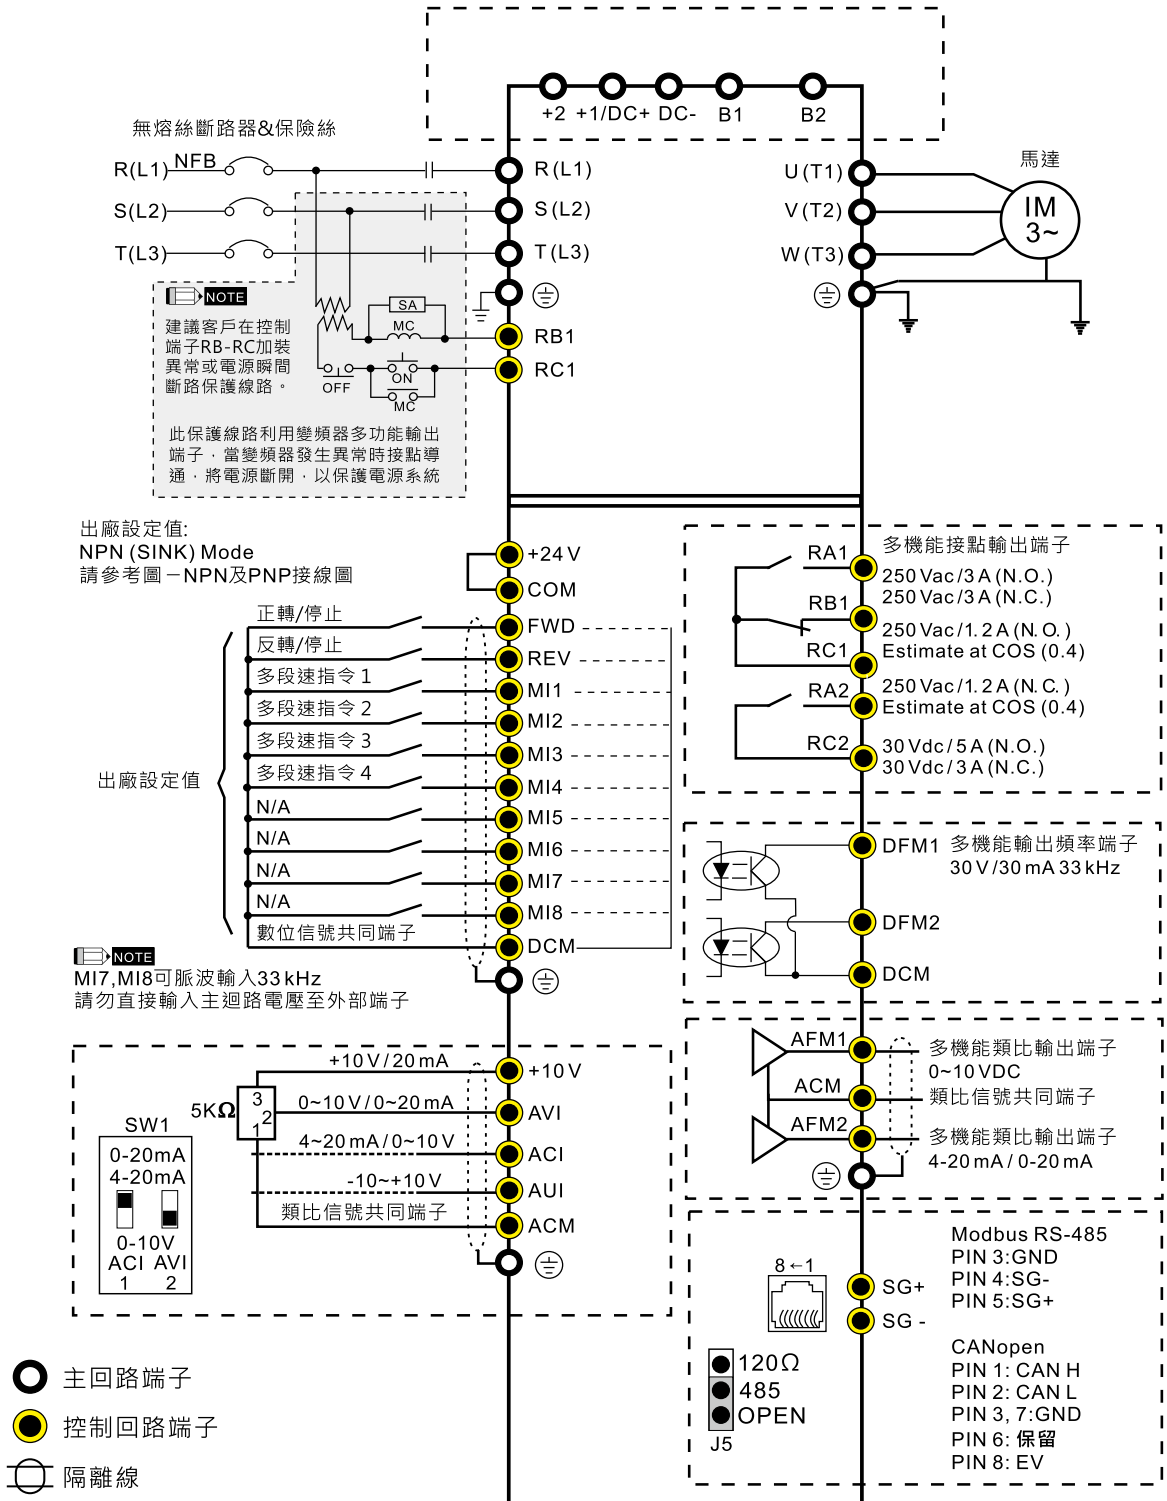 +2 +1/DC+ DC- B1 B2
無熔絲斷路器&保險絲
R(L1) NFB
S(L2)
T(L3)
R(L1)
S(L2)
T(L3)
RB1
RC1
NOTE
建議客戶在控制
端子RB-RC加裝
異常或電源瞬間
斷路保護線路。
SA
MC
OFF
ON
MC
此保護線路利用變頻器多功能輸出
端子．當變頻器發生異常時接點導
通．將電源斷開．以保護電源系統
馬達
U(T1)
V(T2)
W(T3)
IM
3~
出廠設定值:
NPN (SINK) Mode
請參考圖－NPN及PNP接線圖
+24V
COM
正轉/停止
FWD
反轉/停止
REV
多段速指令 1
MI1
多段速指令 2
MI2
多段速指令 3
MI3
多段速指令 4
MI4
出廠設定值
N/A
MI5
N/A
MI6
N/A
MI7
N/A
MI8
數位信號共同端子
DCM
NOTE
MI7,MI8可脈波輸入33kHz
請勿直接輸入主迴路電壓至外部端子
RA1
RB1
RC1
RA2
RC2
多機能接點輸出端子
250Vac/3A(N.O.)
250Vac/3A(N.C.)
250Vac/1.2A(N.O.)
Estimate at COS (0.4)
250Vac/1.2A(N.C.)
Estimate at COS (0.4)
30Vdc/5A(N.O.)
30Vdc/3A(N.C.)
DFM1 多機能輸出頻率端子
30V/30mA 33kHz
DFM2
DCM
+10V/20mA
+10V
5KΩ
3
2
1
0~10V/0~20mA
AVI
4~20mA/0~10V
ACI
-10~+10V
AUI
類比信號共同端子
ACM
SW1
0-20mA
4-20mA
0-10V
ACI AVI
1 2
AFM1
多機能類比輸出端子
0~10VDC
ACM
類比信號共同端子
AFM2
多機能類比輸出端子
4-20mA/0-20mA
8←1
SG+
SG-
Modbus RS-485
PIN 3:GND
PIN 4:SG-
PIN 5:SG+
CANopen
PIN 1: CAN H
PIN 2: CAN L
PIN 3, 7:GND
PIN 6: 保留
PIN 8: EV
120Ω
485
OPEN
J5
主回路端子
控制回路端子
隔離線